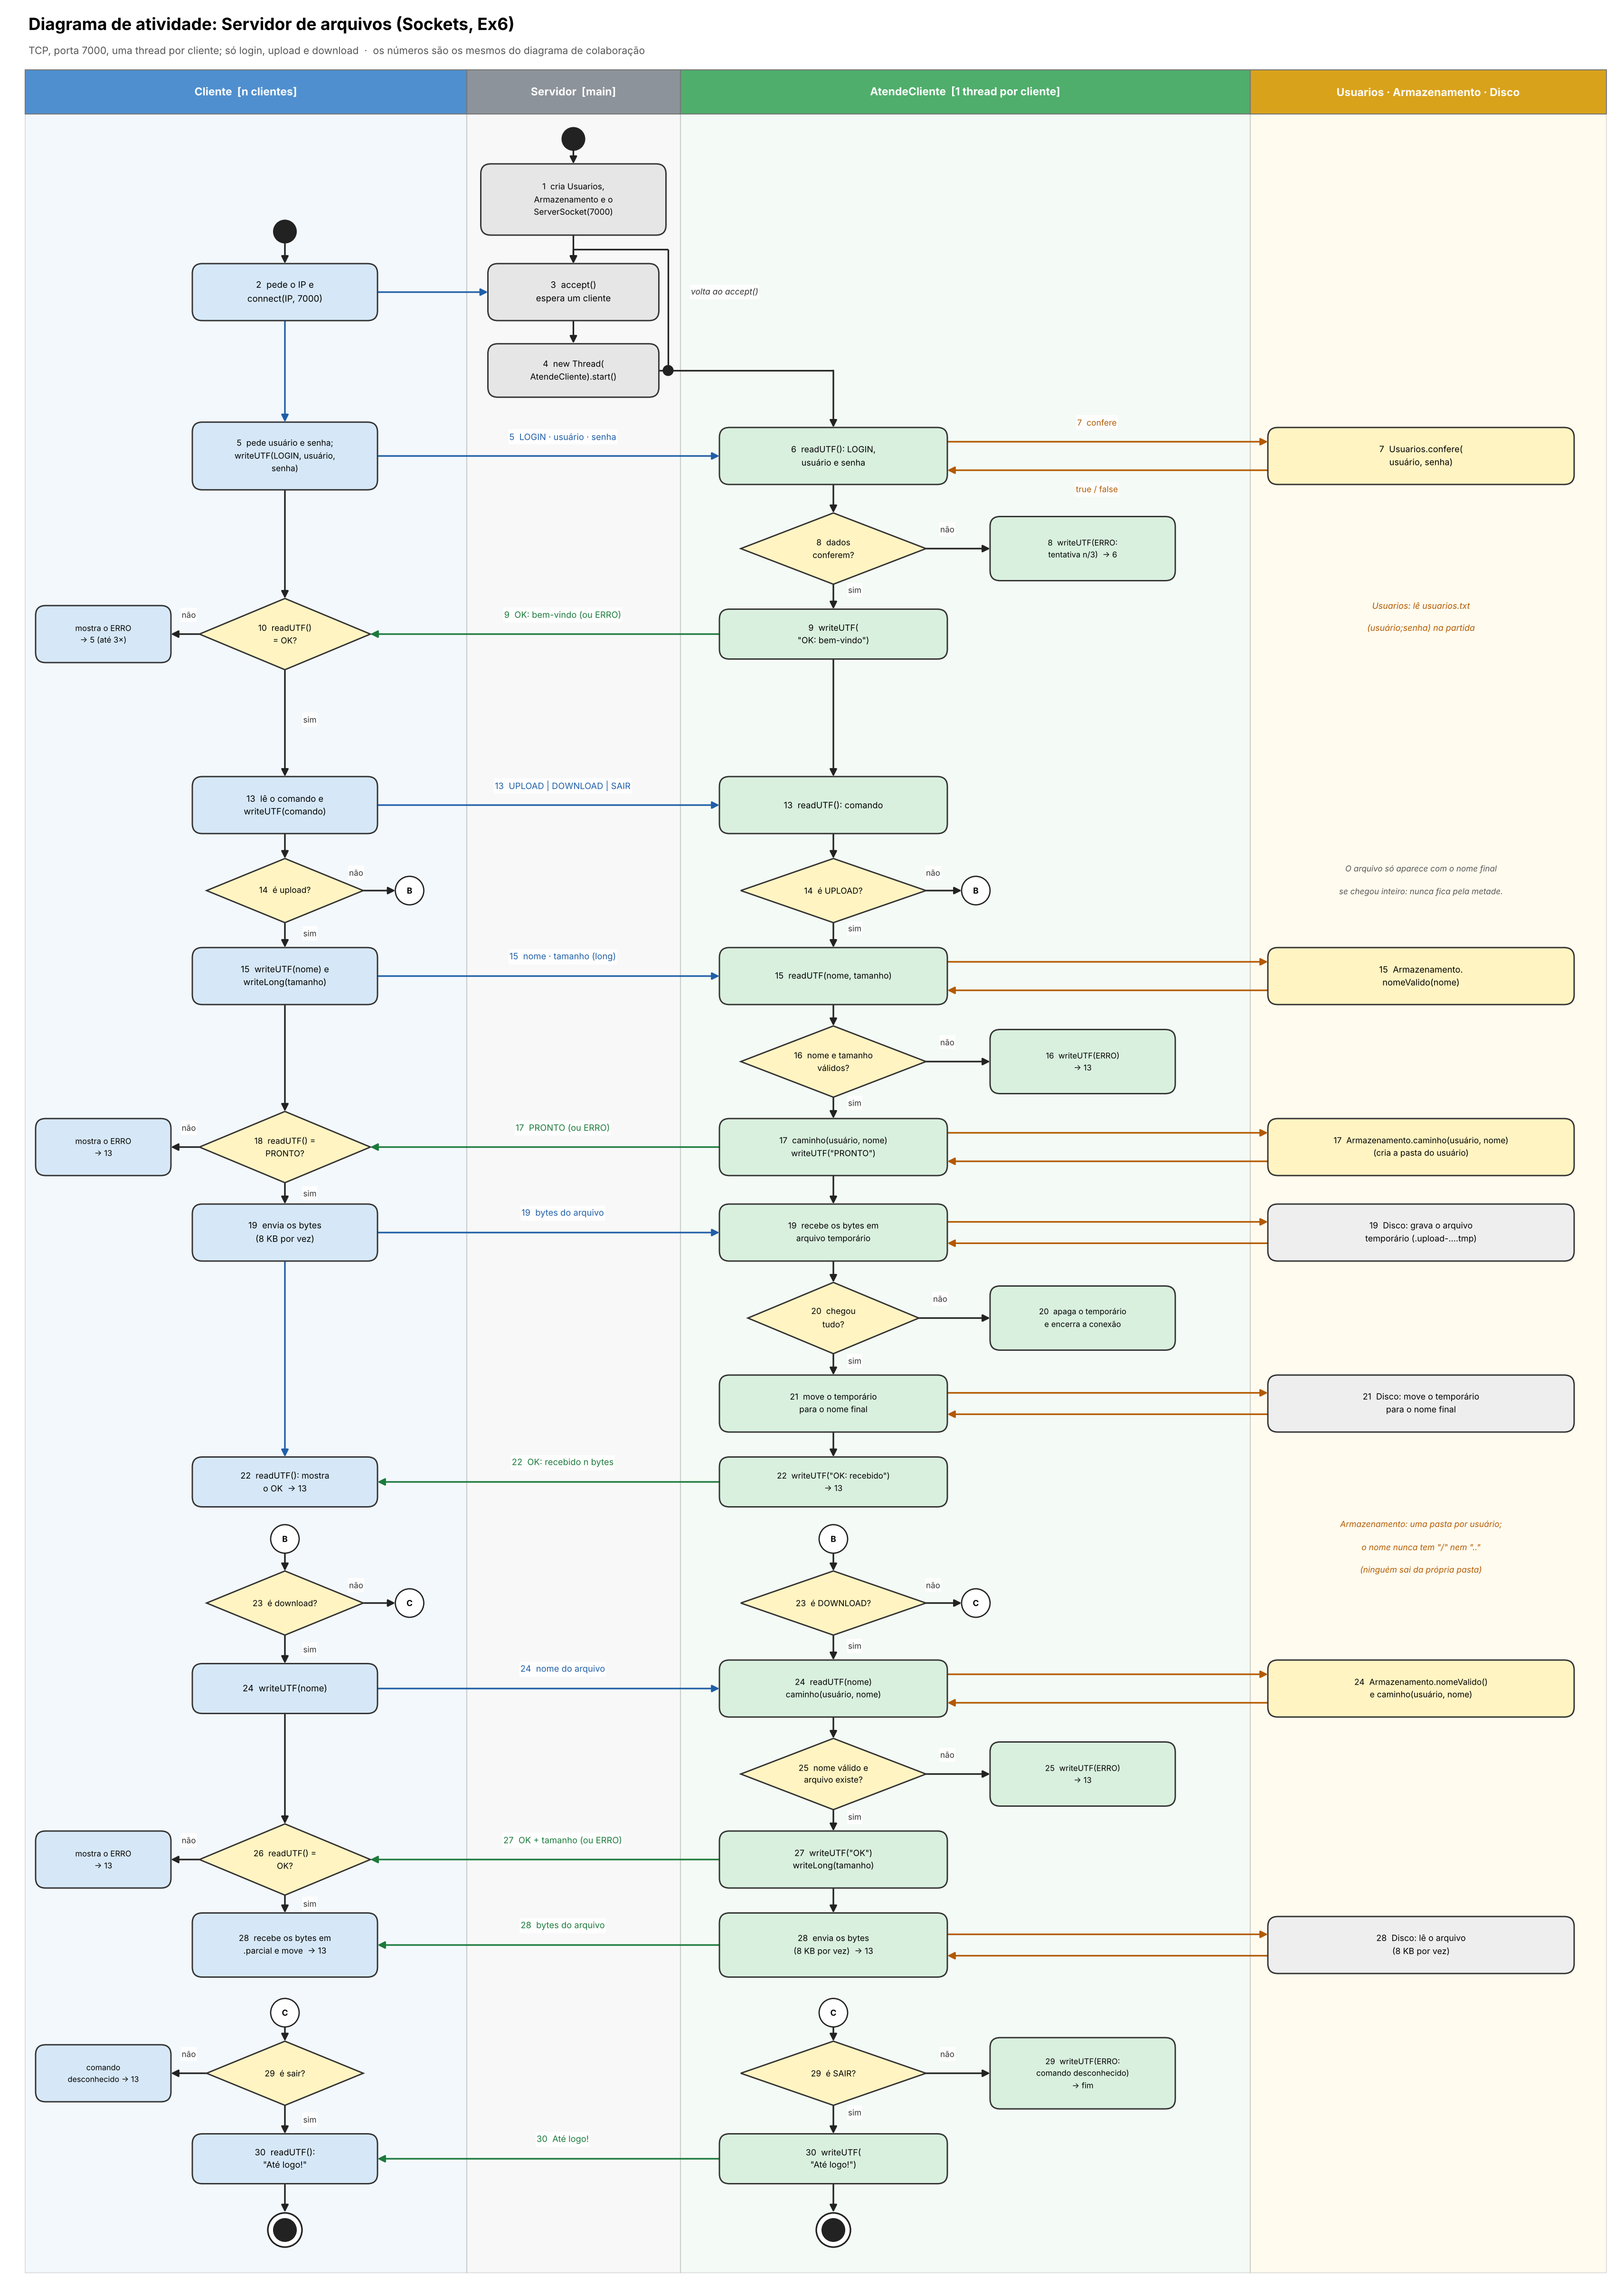 Diagrama de atividade: Servidor de arquivos (Sockets, Ex6)
TCP, porta 7000, uma thread por cliente; só login, upload e download · os números são os mesmos do diagrama de colaboração
Cliente [n clientes]
Servidor [main]
AtendeCliente [1 thread por cliente]
Usuarios · Armazenamento · Disco
1 cria Usuarios,
Armazenamento e o
ServerSocket(7000)
2 pede o IP e
connect(IP, 7000)
3 accept()
espera um cliente
volta ao accept()
4 new Thread(
AtendeCliente).start()
5 pede usuário e senha;
writeUTF(LOGIN, usuário,
senha)
5 LOGIN · usuário · senha
6 readUTF(): LOGIN,
usuário e senha
7 confere
true / false
7 Usuarios.confere(
usuário, senha)
8 dados
conferem?
não
8 writeUTF(ERRO:
tentativa n/3) → 6
sim
mostra o ERRO
→ 5 (até 3×)
não
10 readUTF()
= OK?
9 OK: bem-vindo (ou ERRO)
9 writeUTF(
"OK: bem-vindo")
Usuarios: lê usuarios.txt
(usuário;senha) na partida
sim
13 lê o comando e
writeUTF(comando)
13 UPLOAD | DOWNLOAD | SAIR
13 readUTF(): comando
14 é upload?
não
B
14 é UPLOAD?
não
B
O arquivo só aparece com o nome final
se chegou inteiro: nunca fica pela metade.
sim
sim
15 writeUTF(nome) e
writeLong(tamanho)
15 nome · tamanho (long)
15 readUTF(nome, tamanho)
15 Armazenamento.
nomeValido(nome)
16 nome e tamanho
válidos?
não
16 writeUTF(ERRO)
→ 13
sim
mostra o ERRO
→ 13
não
18 readUTF() =
PRONTO?
17 PRONTO (ou ERRO)
17 caminho(usuário, nome)
writeUTF("PRONTO")
17 Armazenamento.caminho(usuário, nome)
(cria a pasta do usuário)
sim
19 envia os bytes
(8 KB por vez)
19 bytes do arquivo
19 recebe os bytes em
arquivo temporário
19 Disco: grava o arquivo
temporário (.upload-....tmp)
20 chegou
tudo?
não
20 apaga o temporário
e encerra a conexão
sim
21 move o temporário
para o nome final
21 Disco: move o temporário
para o nome final
22 readUTF(): mostra
o OK → 13
22 OK: recebido n bytes
22 writeUTF("OK: recebido")
→ 13
B
B
Armazenamento: uma pasta por usuário;
o nome nunca tem "/" nem ".."
(ninguém sai da própria pasta)
23 é download?
não
C
23 é DOWNLOAD?
não
C
sim
sim
24 writeUTF(nome)
24 nome do arquivo
24 readUTF(nome)
caminho(usuário, nome)
24 Armazenamento.nomeValido()
e caminho(usuário, nome)
25 nome válido e
arquivo existe?
não
25 writeUTF(ERRO)
→ 13
sim
mostra o ERRO
→ 13
não
26 readUTF() =
OK?
27 OK + tamanho (ou ERRO)
27 writeUTF("OK")
writeLong(tamanho)
sim
28 recebe os bytes em
.parcial e move → 13
28 bytes do arquivo
28 envia os bytes
(8 KB por vez) → 13
28 Disco: lê o arquivo
(8 KB por vez)
C
C
comando
desconhecido → 13
não
29 é sair?
29 é SAIR?
não
29 writeUTF(ERRO:
comando desconhecido)
→ fim
sim
sim
30 readUTF():
"Até logo!"
30 Até logo!
30 writeUTF(
"Até logo!")